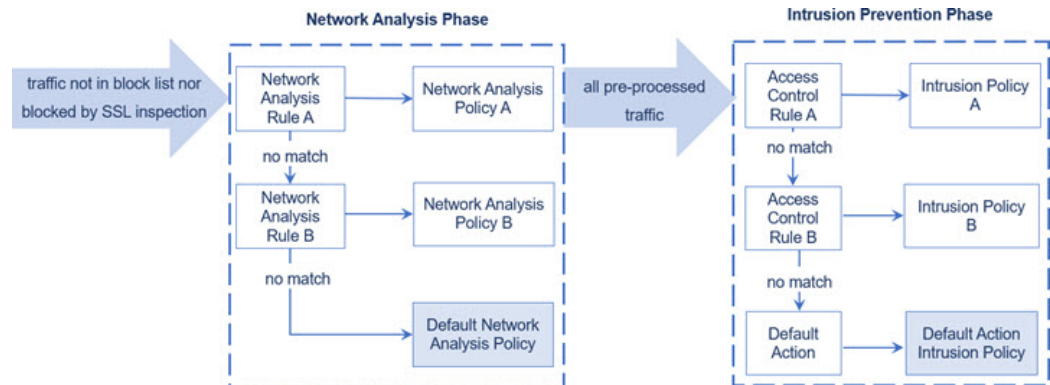 Network Analysis Phase
traffic not in block list nor
blocked by SSL inspection
Network
Analysis
Rule A
Network Analysis
Policy A
no match
Network
Analysis
Rule B
Network Analysis
Policy B
no match
Default Network
Analysis Policy
all pre-processed
traffic
Intrusion Prevention Phase
Access
Control
Rule A
Intrusion Policy
A
no match
Access
Control
Rule B
Intrusion Policy
B
no match
Default
Action
Default Action
Intrusion Policy